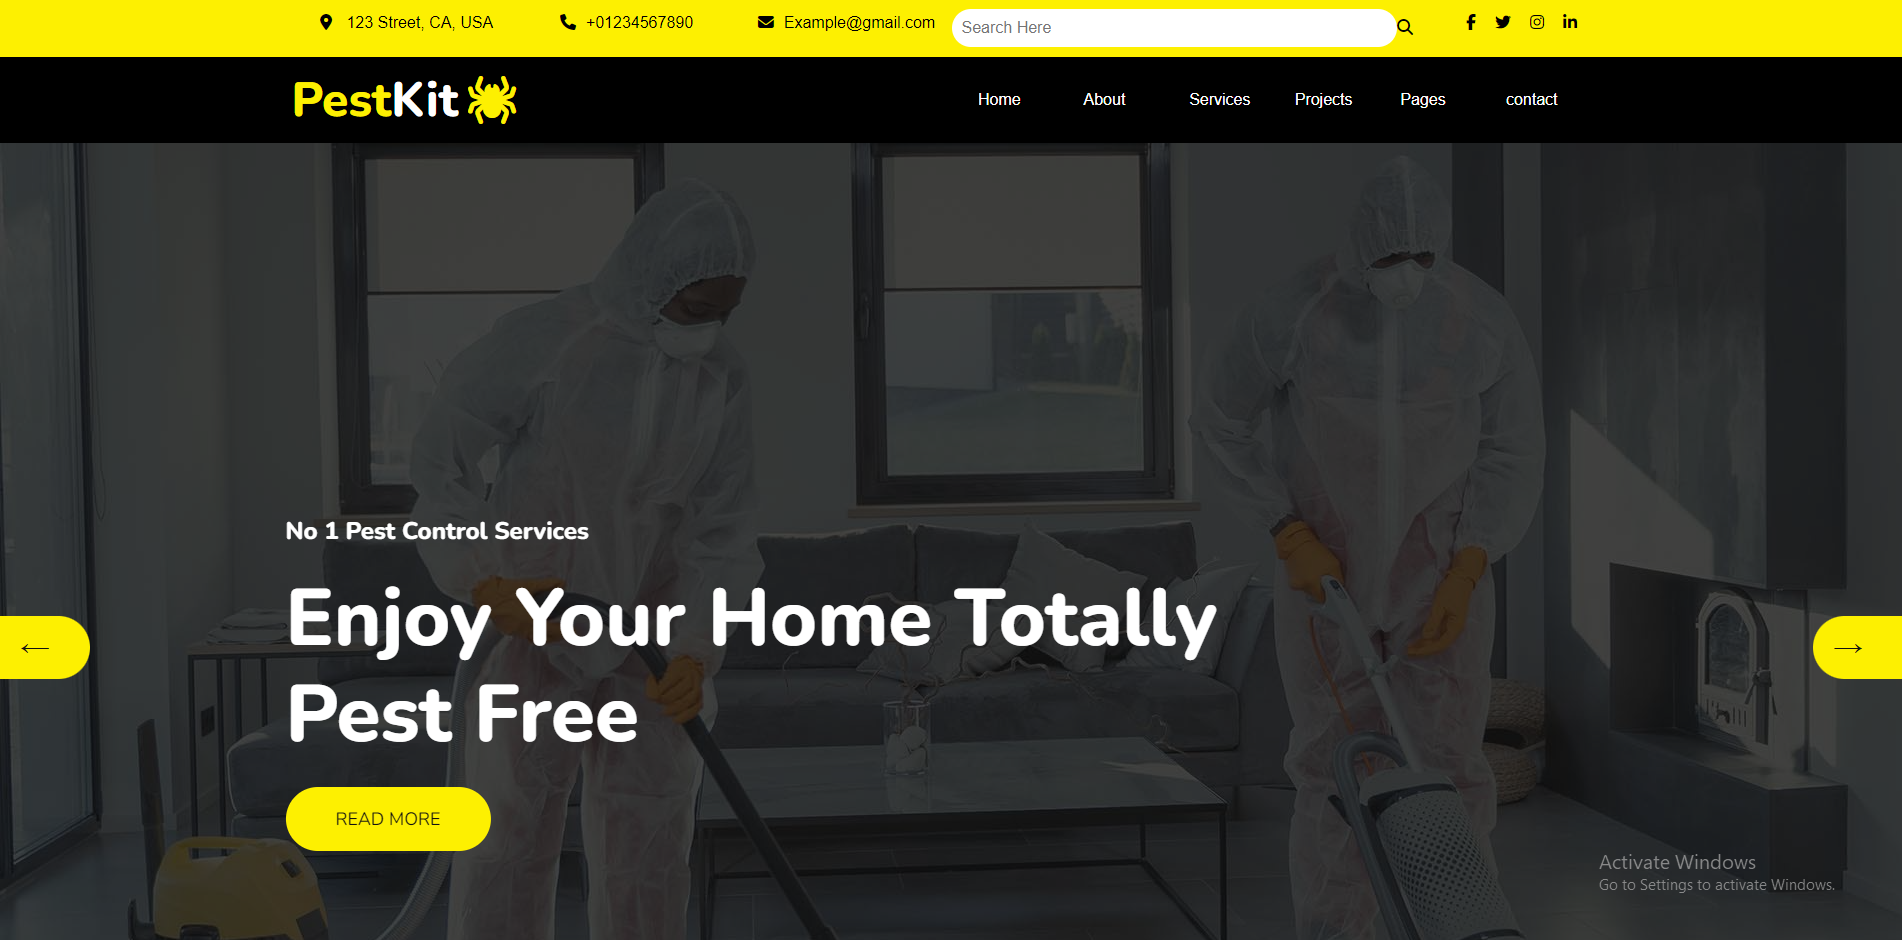 123 Street, CA, USA
+01234567890
Example@gmail.com
Search Here
PestKit
Home
About
Services
Projects
Pages
contact
No 1 Pest Control Services
Enjoy Your Home Totally
Pest Free
READ MORE
Activate Windows
Go to Settings to activate Windows.